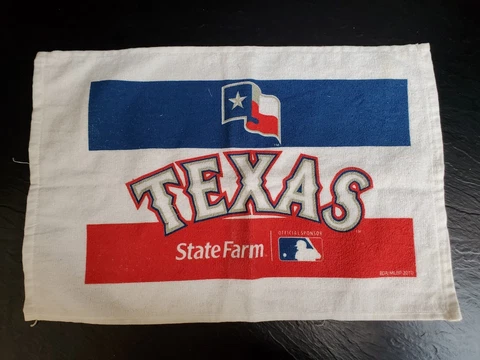 TEXAS
OFFICIAL SPONSOR
State Farm